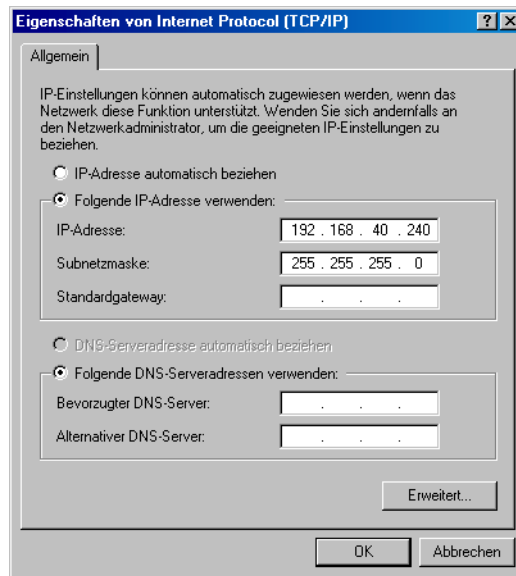 Eigenschaften von Internet Protocol (TCP/IP)
Allgemein
IP-Einstellungen können automatisch zugewiesen werden, wenn das
Netzwerk diese Funktion unterstützt. Wenden Sie sich andernfalls an
den Netzwerkadministrator, um die geeigneten IP-Einstellungen zu
beziehen.
IP-Adresse automatisch beziehen
Folgende IP-Adresse verwenden:
IP-Adresse: 192 . 168 . 40 . 240
Subnetzmaske: 255 . 255 . 255 . 0
Standardgateway: . . .
DNS-Serveradresse automatisch beziehen
Folgende DNS-Serveradressen verwenden:
Bevorzugter DNS-Server: . . .
Alternativer DNS-Server: . . .
Erweitert...
OK Abbrechen